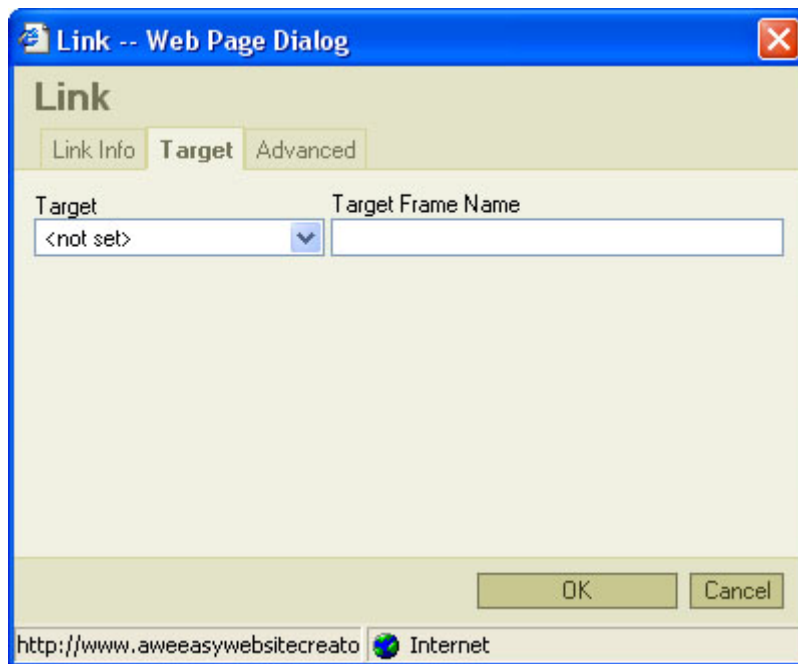 Link -- Web Page Dialog
Link
Link Info Target Advanced
Target Target Frame Name
<not set>
OK Cancel
http://www.aweeasywebsitecreato Internet